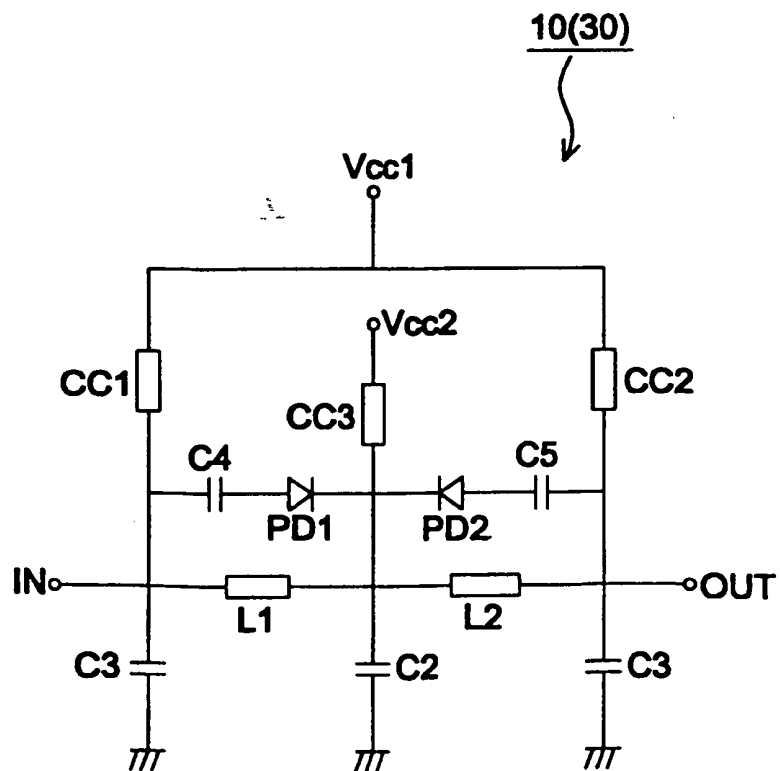 10(30)
Vcc1
Vcc2
CC1
CC3
CC2
C4
C5
PD1
PD2
IN
OUT
L1
L2
C3
C2
C3